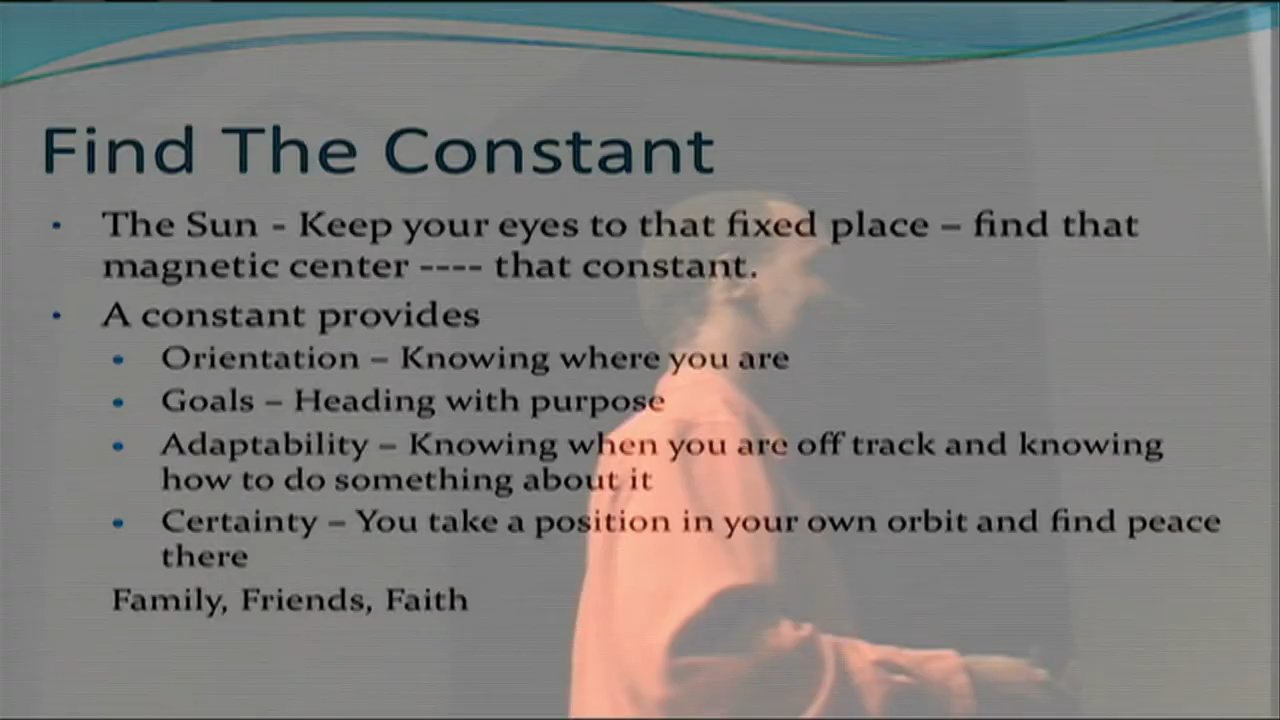 Find The Constant
• The Sun - Keep your eyes to that fixed place – find that
magnetic center ---- that constant.
• A constant provides
• Orientation – Knowing where you are
• Goals – Heading with purpose
• Adaptability – Knowing when you are off track and knowing
how to do something about it
• Certainty – You take a position in your own orbit and find peace
there
Family, Friends, Faith